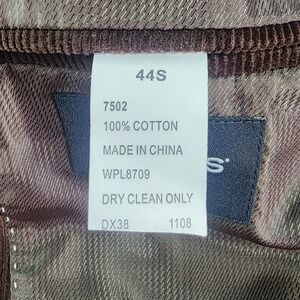 44S
7502
100% COTTON
MADE IN CHINA
WPL8709
DRY CLEAN ONLY
DX38 1108